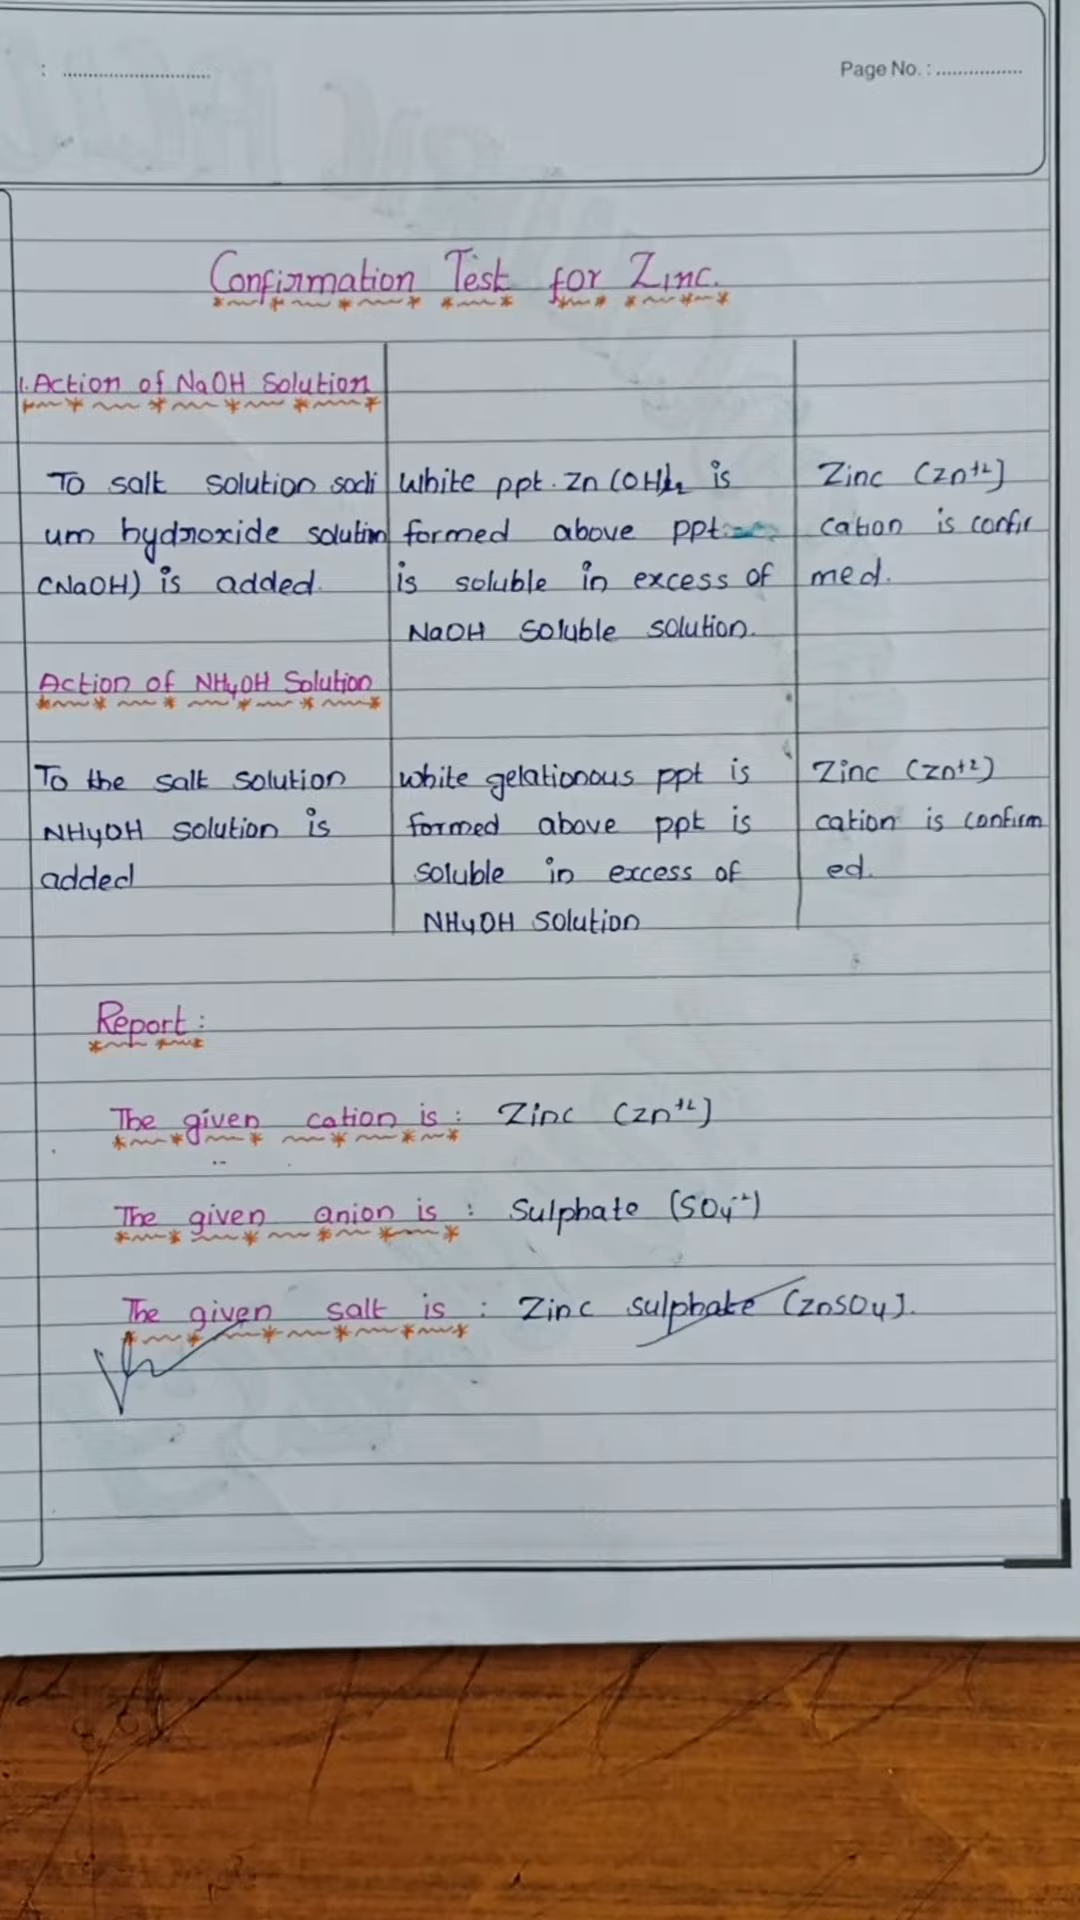 : ............................
Page No. : .................
Confirmation Test for Zinc.
1. Action of NaOH Solution
To salt solution sodi
um hydroxide solution
(NaOH) is added.
White ppt. Zn(OH)2 is
formed above ppt
is soluble in excess of
NaOH soluble solution.
Zinc (Zn+2)
cation is confir
med.
Action of NH4OH Solution
To the salt solution
NH4OH solution is
added
white gelationous ppt is
formed above ppt is
soluble in excess of
NH4OH solution
Zinc (Zn+2)
cation is confirm
ed.
Report:
The given cation is : Zinc (Zn+2)
The given anion is : Sulphate (SO4-2)
The given salt is : Zinc sulphate (ZnSO4).